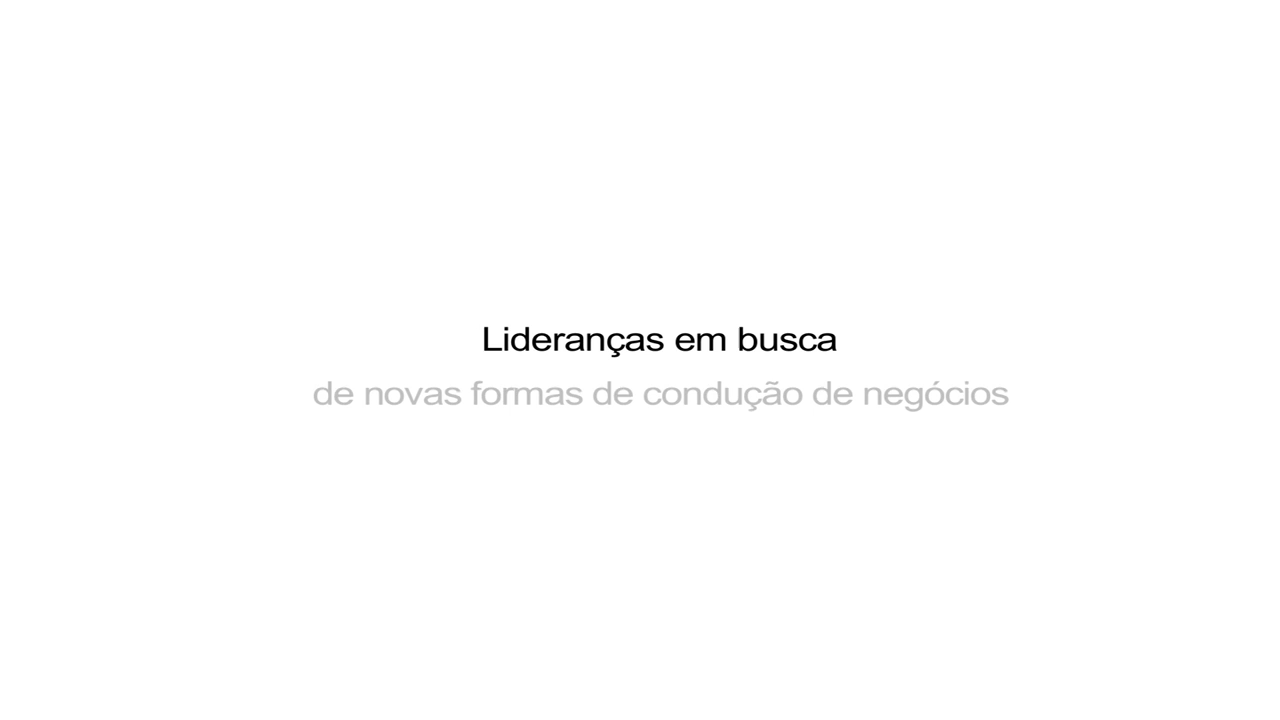 Lideranças em busca
de novas formas de condução de negócios